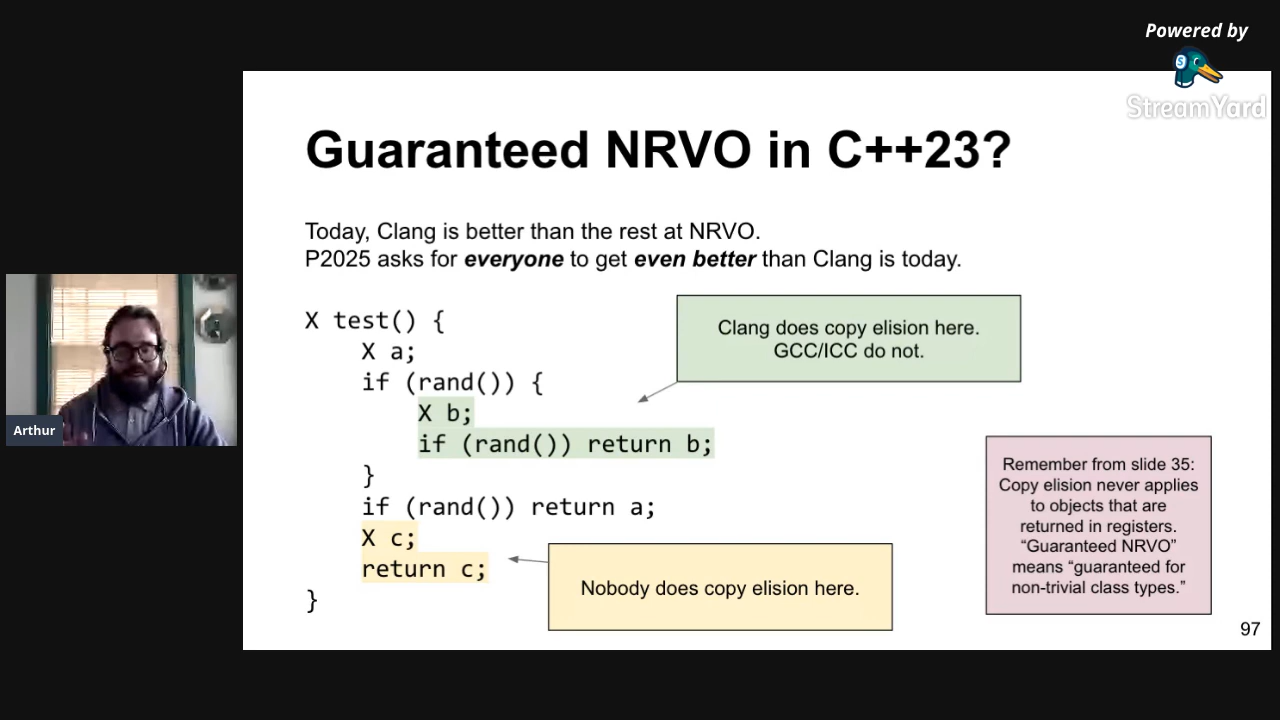 Powered by
StreamYard
Guaranteed NRVO in C++23?
Today, Clang is better than the rest at NRVO.
P2025 asks for everyone to get even better than Clang is today.
X test() {
    X a;
    if (rand()) {
        X b;
        if (rand()) return b;
    }
    if (rand()) return a;
    X c;
    return c;
}
Clang does copy elision here.
GCC/ICC do not.
Nobody does copy elision here.
Remember from slide 35:
Copy elision never applies
to objects that are
returned in registers.
“Guaranteed NRVO”
means “guaranteed for
non-trivial class types.”
97
Arthur